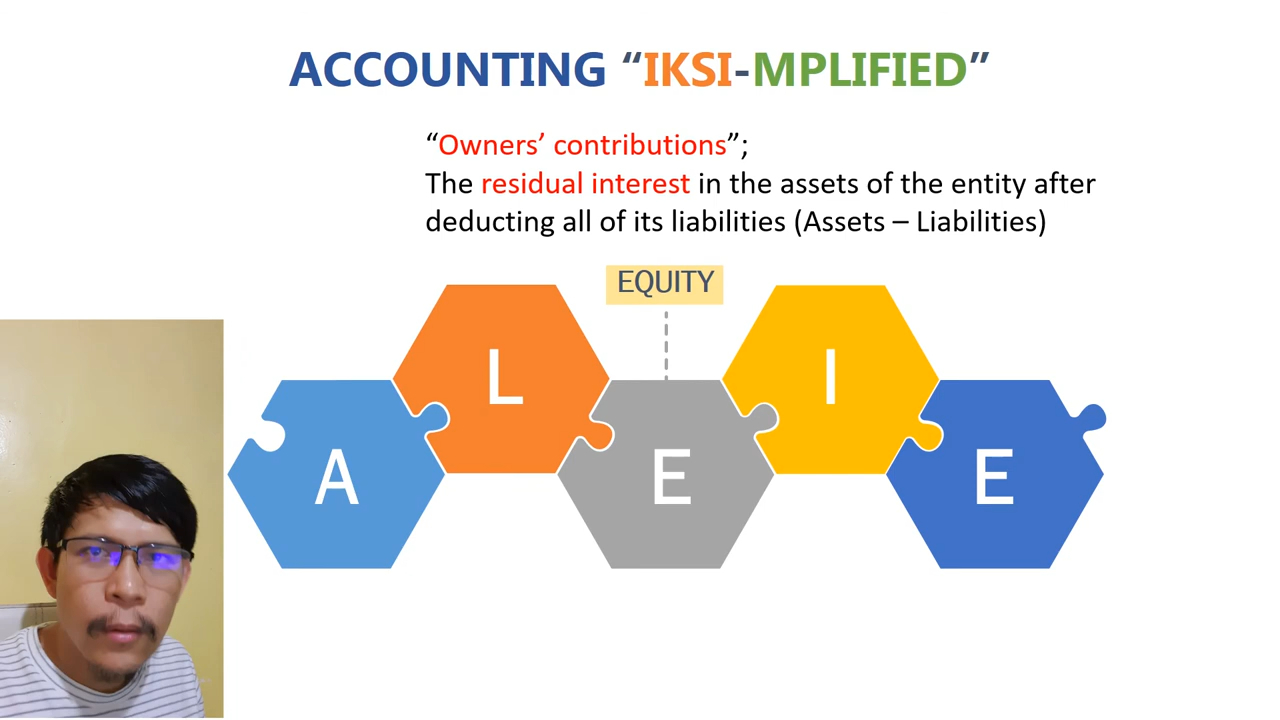 ACCOUNTING “IKSI-MPLIFIED”
“Owners’ contributions”;
The residual interest in the assets of the entity after
deducting all of its liabilities (Assets – Liabilities)
EQUITY
L
I
A
E
E